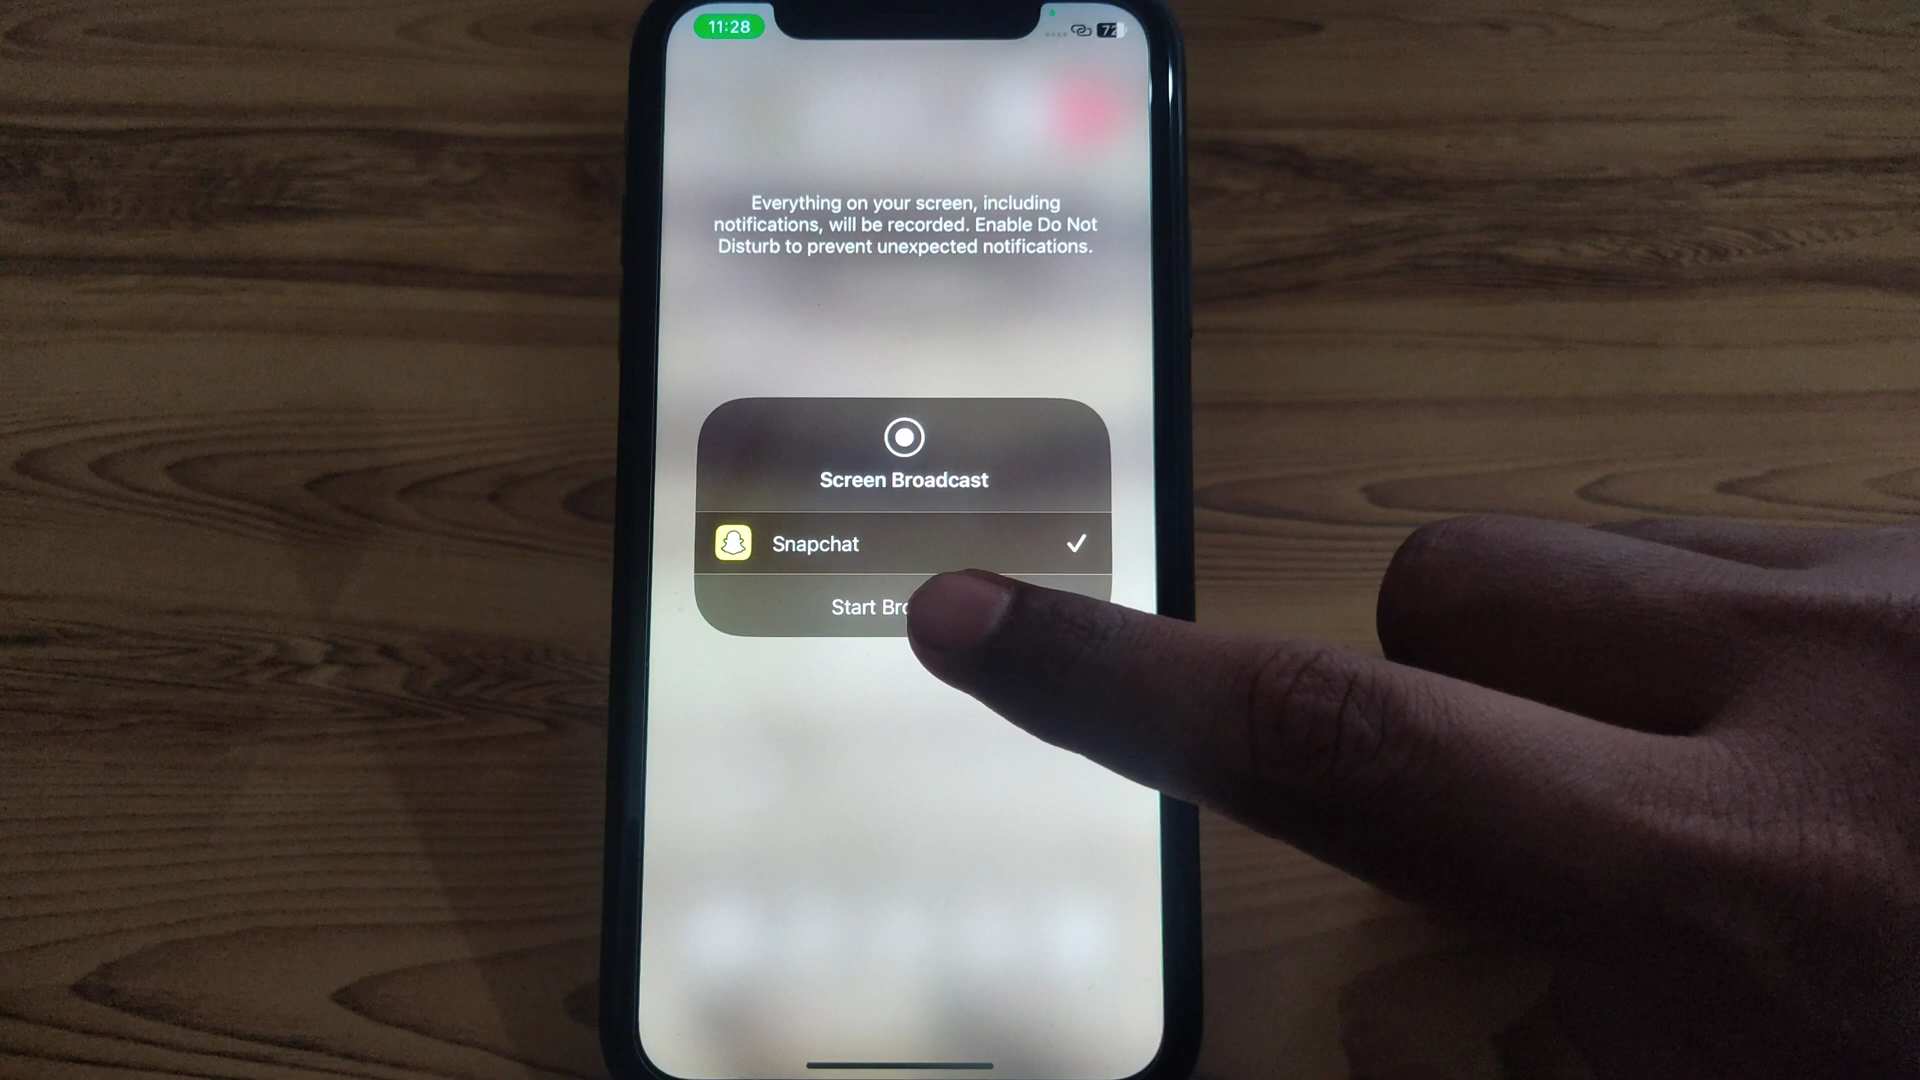 11:28
72
Everything on your screen, including
notifications, will be recorded. Enable Do Not
Disturb to prevent unexpected notifications.
Screen Broadcast
Snapchat
Start